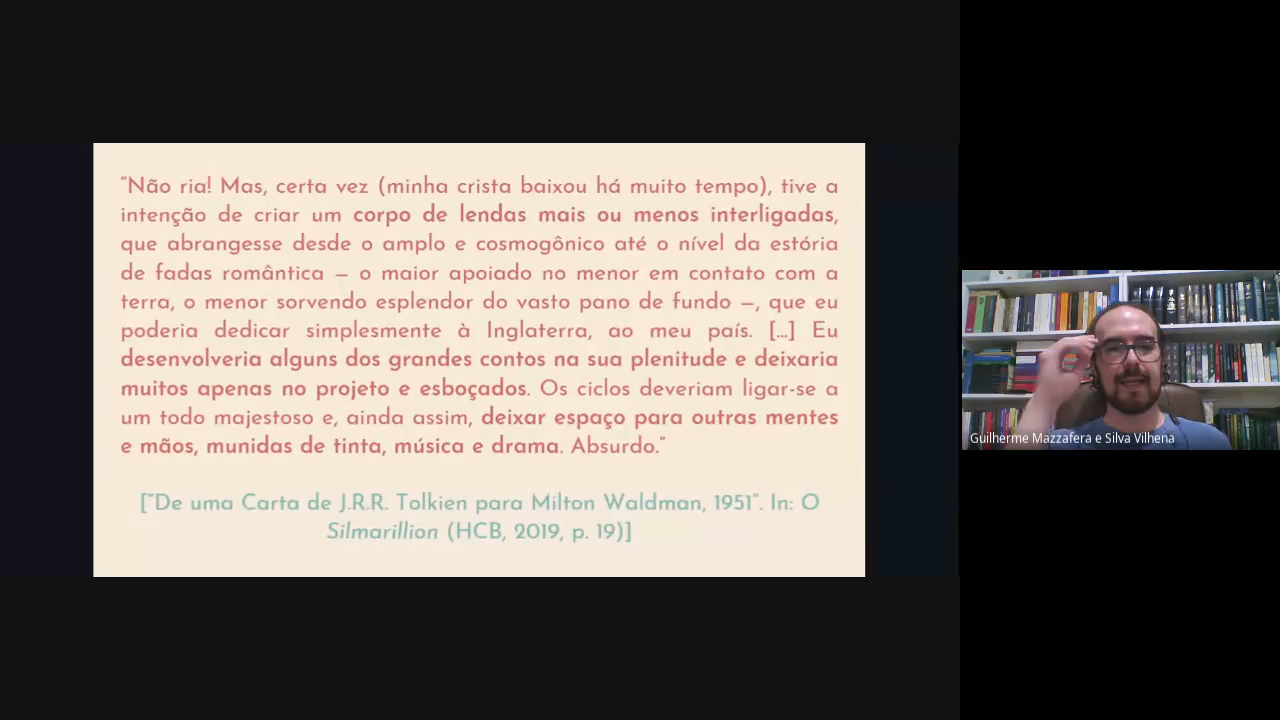 “Não ria! Mas, certa vez (minha crista baixou há muito tempo), tive a
intenção de criar um corpo de lendas mais ou menos interligadas,
que abrangesse desde o amplo e cosmogônico até o nível da estória
de fadas romântica — o maior apoiado no menor em contato com a
terra, o menor sorvendo esplendor do vasto pano de fundo —, que eu
poderia dedicar simplesmente à Inglaterra, ao meu país. [...] Eu
desenvolveria alguns dos grandes contos na sua plenitude e deixaria
muitos apenas no projeto e esboçados. Os ciclos deveriam ligar-se a
um todo majestoso e, ainda assim, deixar espaço para outras mentes
e mãos, munidas de tinta, música e drama. Absurdo.”
[“De uma Carta de J.R.R. Tolkien para Milton Waldman, 1951”. In: O
Silmarillion (HCB, 2019, p. 19)]
Guilherme Mazzafera e Silva Vilhena